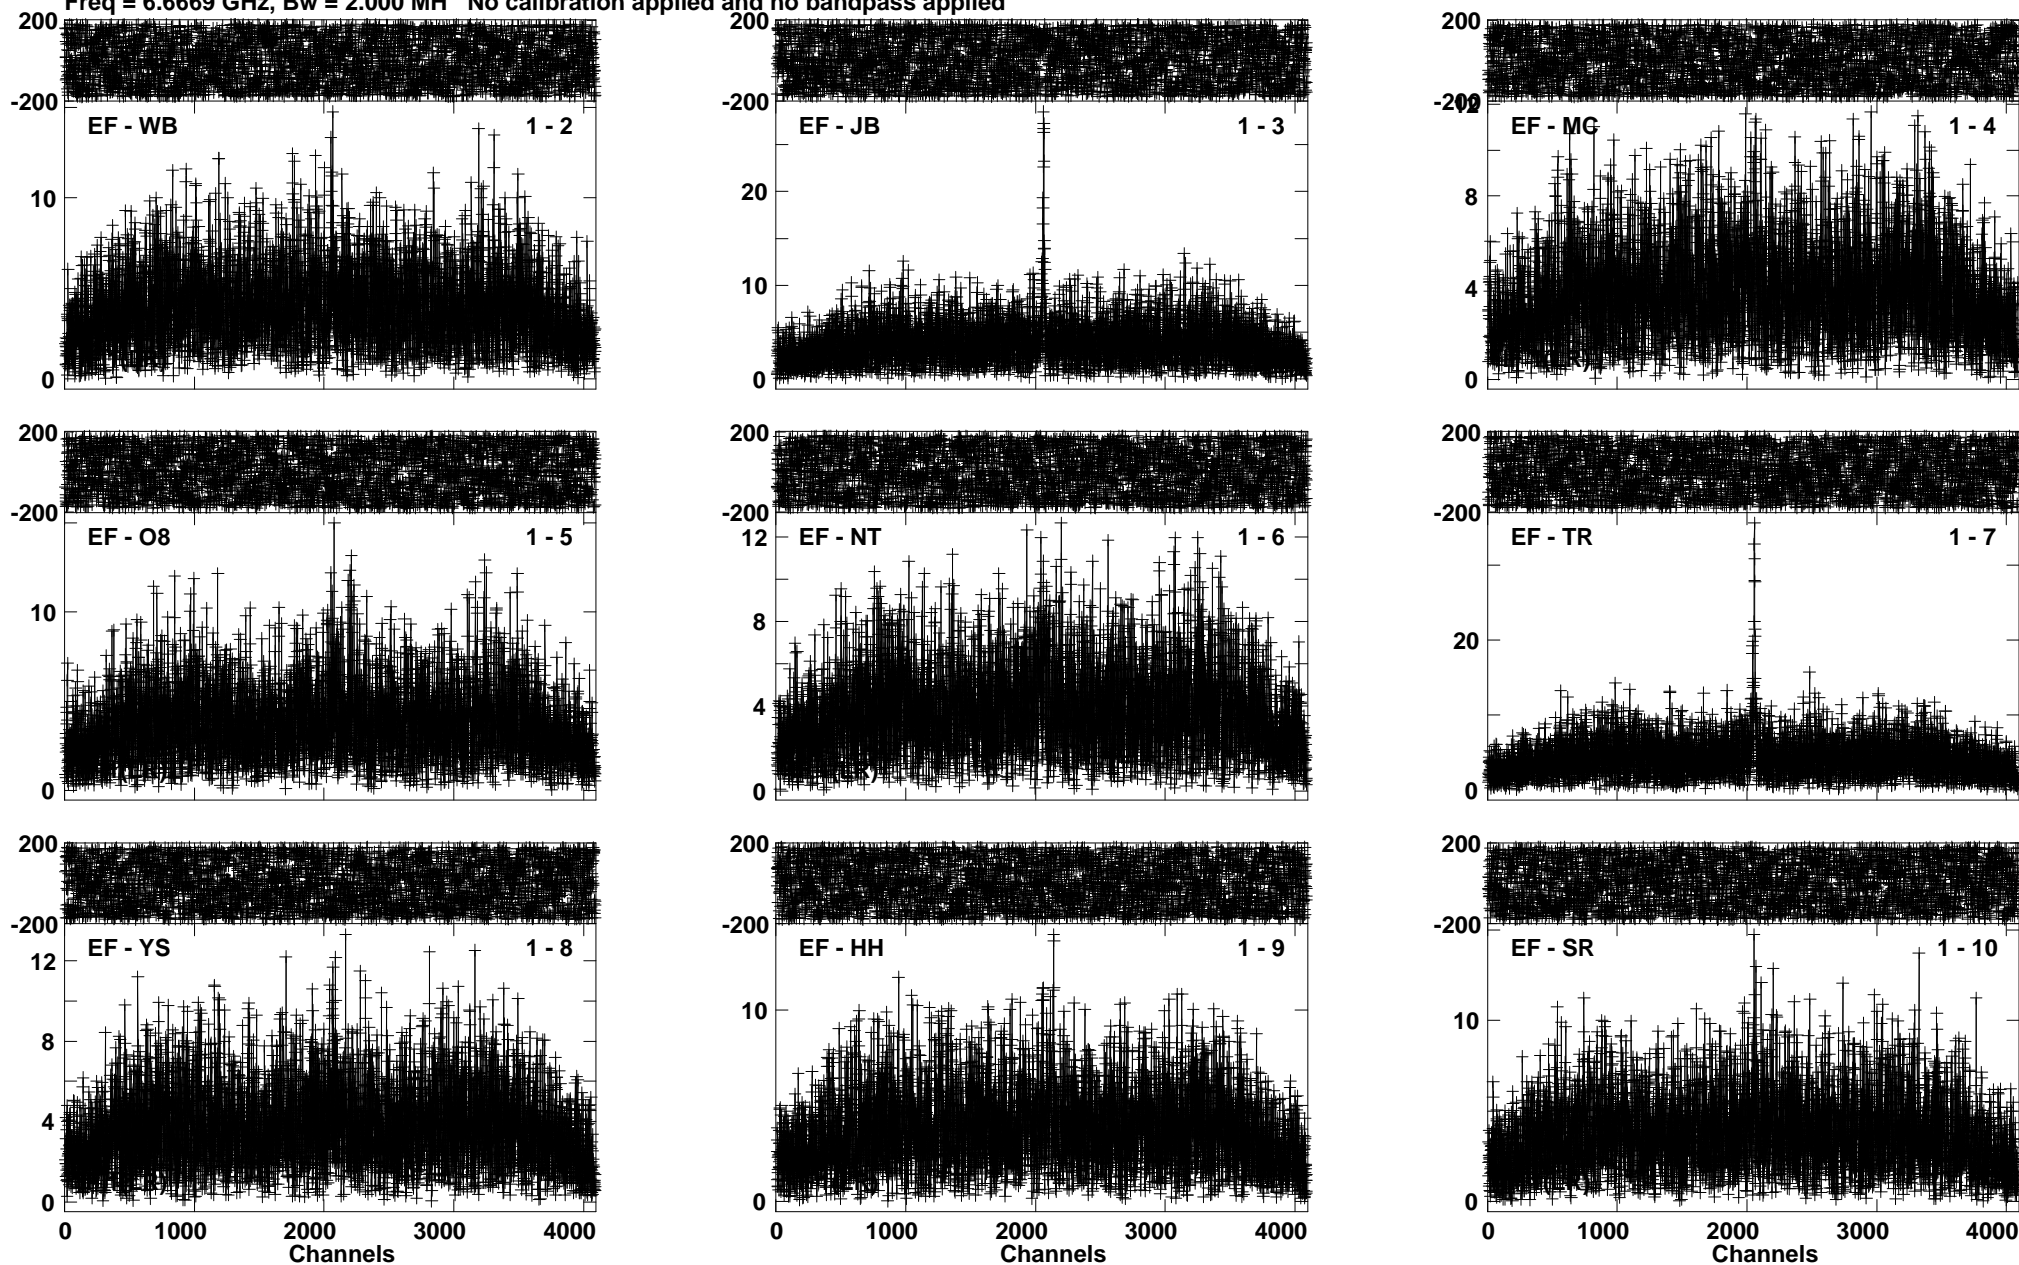 Freq = 6.6669 GHz, Bw = 2.000 MH No calibration applied and no bandpass applied
200 200 200
-200 -200
EF - WB 1 - 2 EF - JB 1 - 3 EF - MC 1 - 4
10 20 8
10 4
0 0 0
200 200 200
-200 -200 -200
EF - O8 1 - 5 EF - NT 1 - 6 EF - TR 1 - 7
12
10 8 20
4
0 0 0
200 200 200
-200 -200 -200
EF - YS 1 - 8 EF - HH 1 - 9 EF - SR 1 - 10
12
8 10 10
4
0 0 0
0 1000 2000 3000 4000 0 1000 2000 3000 4000 0 1000 2000 3000 4000
Channels Channels Channels